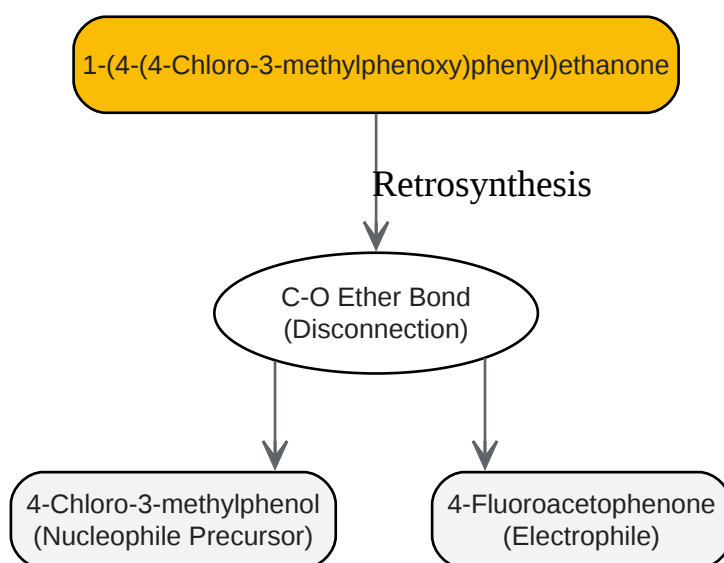 1-(4-(4-Chloro-3-methylphenoxy)phenyl)ethanone
Retrosynthesis
C-O Ether Bond
(Disconnection)
4-Chloro-3-methylphenol
(Nucleophile Precursor)
4-Fluoroacetophenone
(Electrophile)